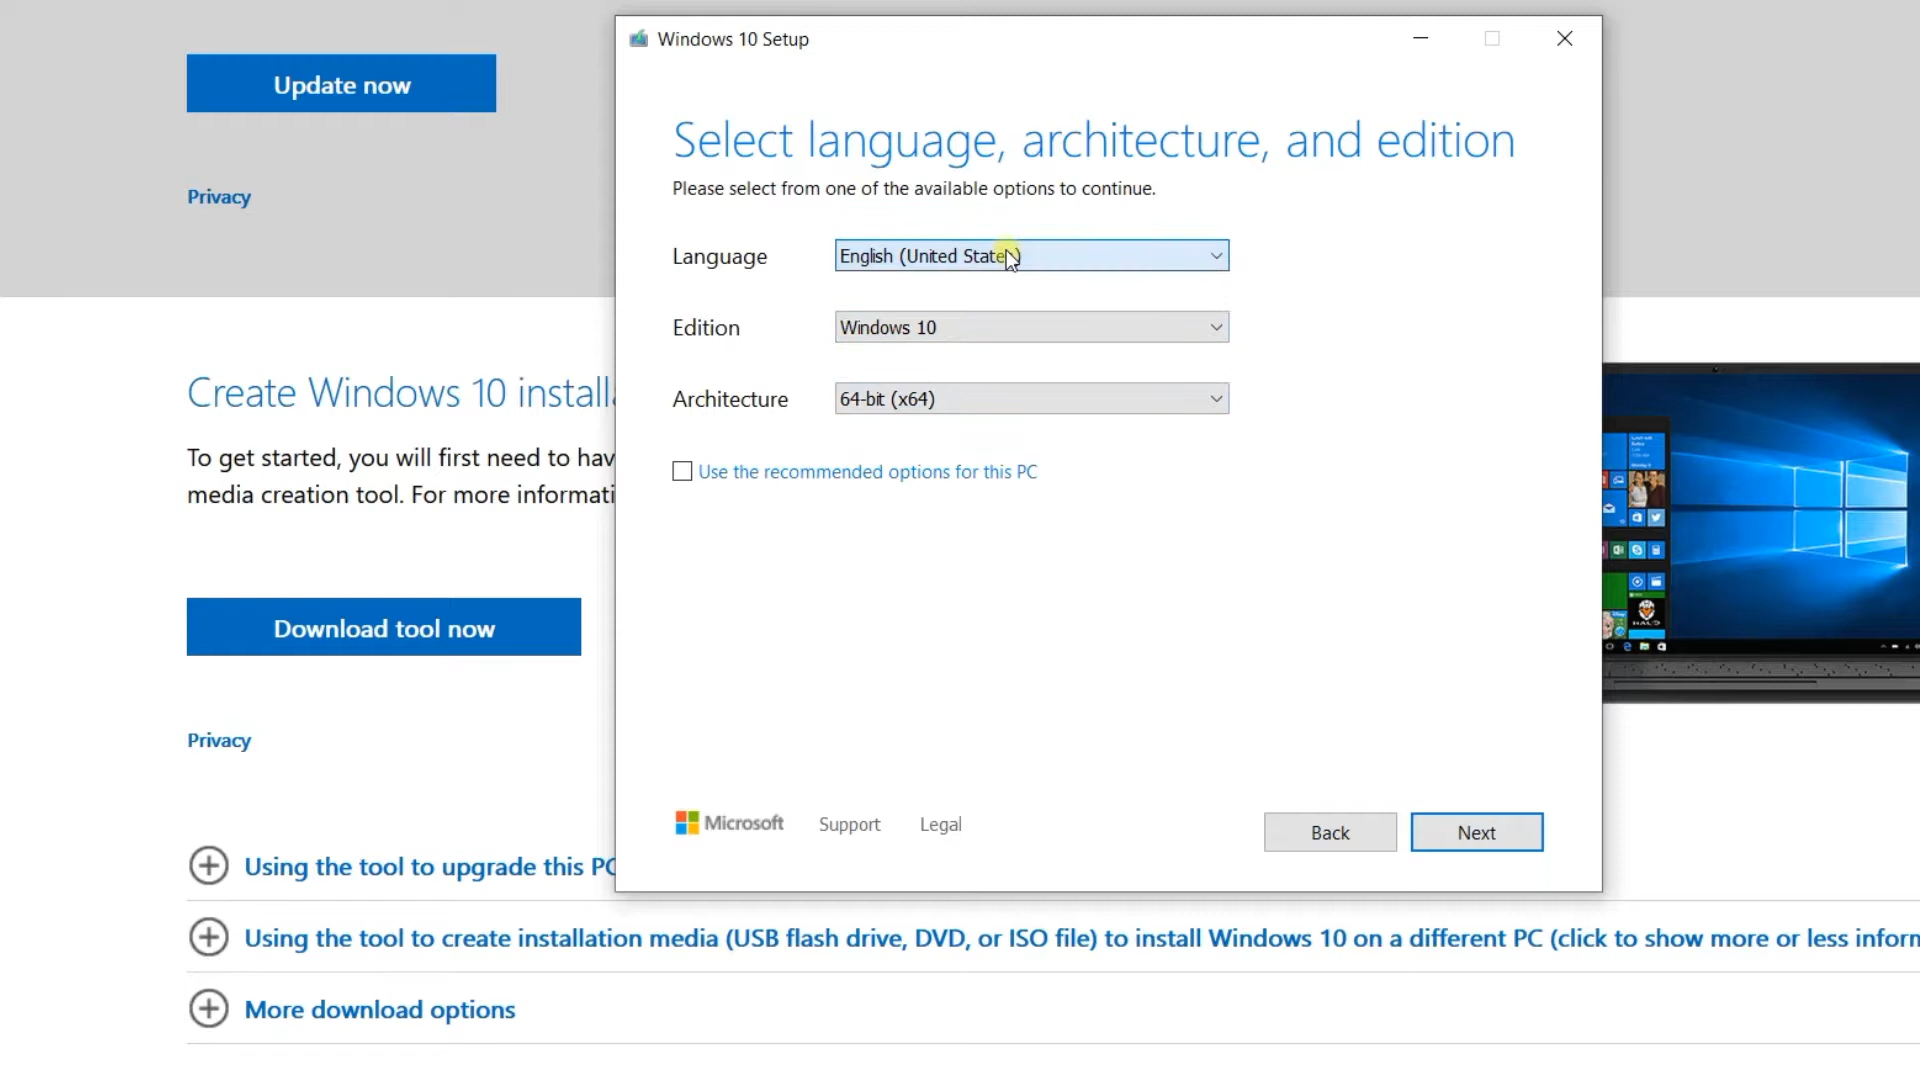 Update now
Privacy
Create Windows 10 install
To get started, you will first need to hav
media creation tool. For more informati
Download tool now
Privacy
Using the tool to upgrade this PC
Using the tool to create installation media (USB flash drive, DVD, or ISO file) to install Windows 10 on a different PC (click to show more or less inforn
More download options
Windows 10 Setup
Select language, architecture, and edition
Please select from one of the available options to continue.
Language
English (United States)
Edition
Windows 10
Architecture
64-bit (x64)
Use the recommended options for this PC
Microsoft
Support
Legal
Back
Next